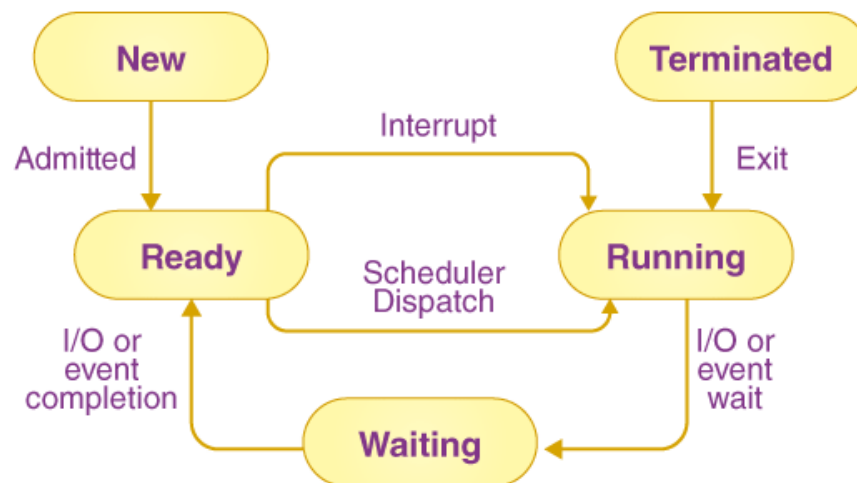 New
Terminated
Interrupt
Admitted
Exit
Ready
Running
Scheduler
Dispatch
I/O or
event
completion
I/O or
event
wait
Waiting